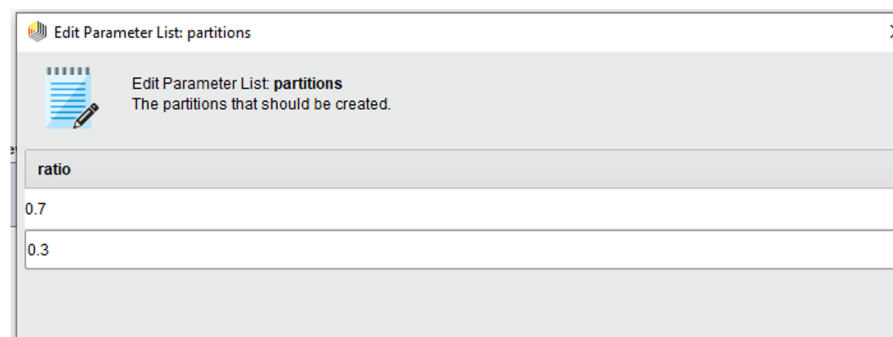 Edit Parameter List: partitions
Edit Parameter List: partitions
The partitions that should be created.
ratio
0.7
0.3